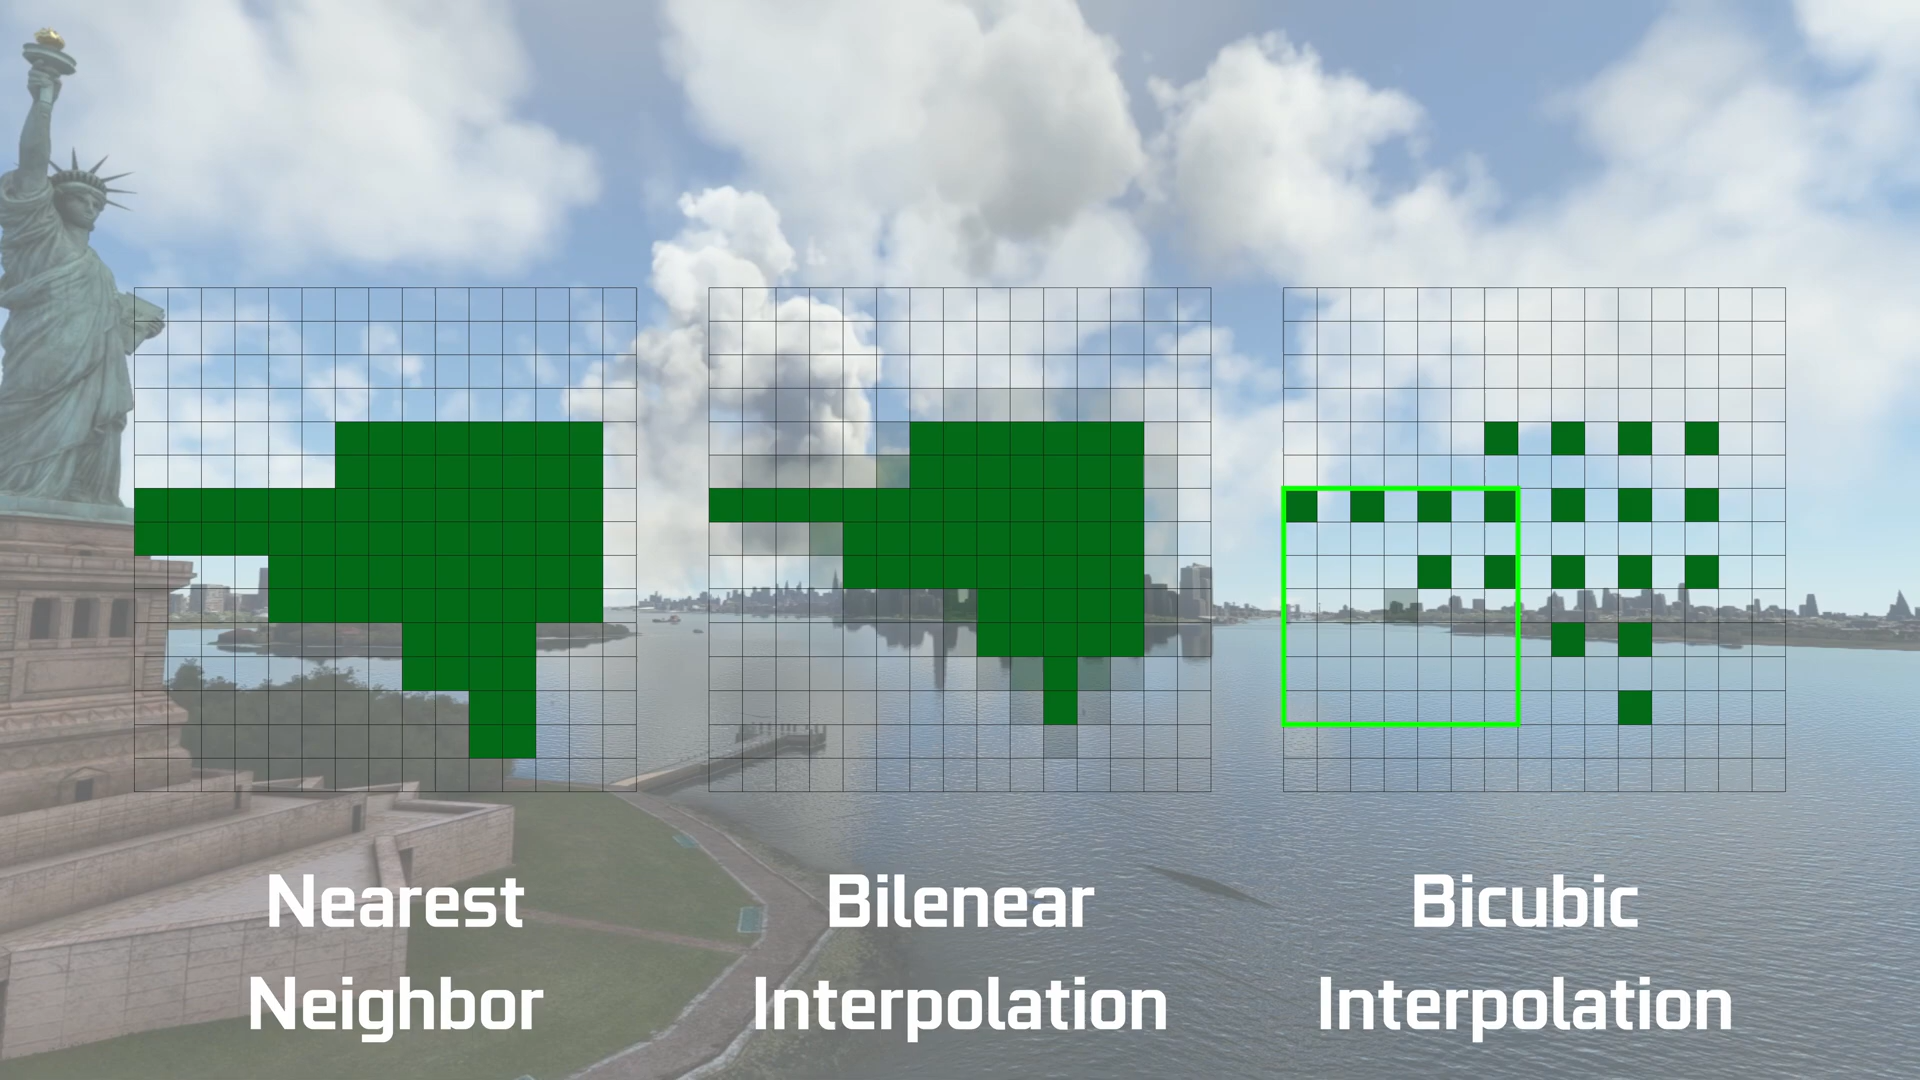 Nearest
Neighbor
Bilenear
Interpolation
Bicubic
Interpolation